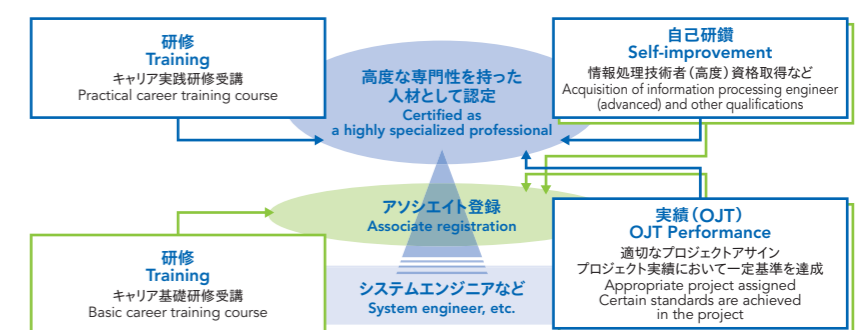 研修
Training
キャリア実践研修受講
Practical career training course
高度な専門性を持った
人材として認定
Certified as
a highly specialized professional
自己研鑽
Self-improvement
情報処理技術者（高度）資格取得など
Acquisition of information processing engineer
(advanced) and other qualifications
アソシエイト登録
Associate registration
研修
Training
キャリア基礎研修受講
Basic career training course
システムエンジニアなど
System engineer, etc.
実績（OJT）
OJT Performance
適切なプロジェクトアサイン
プロジェクト実績において一定基準を達成
Appropriate project assigned
Certain standards are achieved
in the project